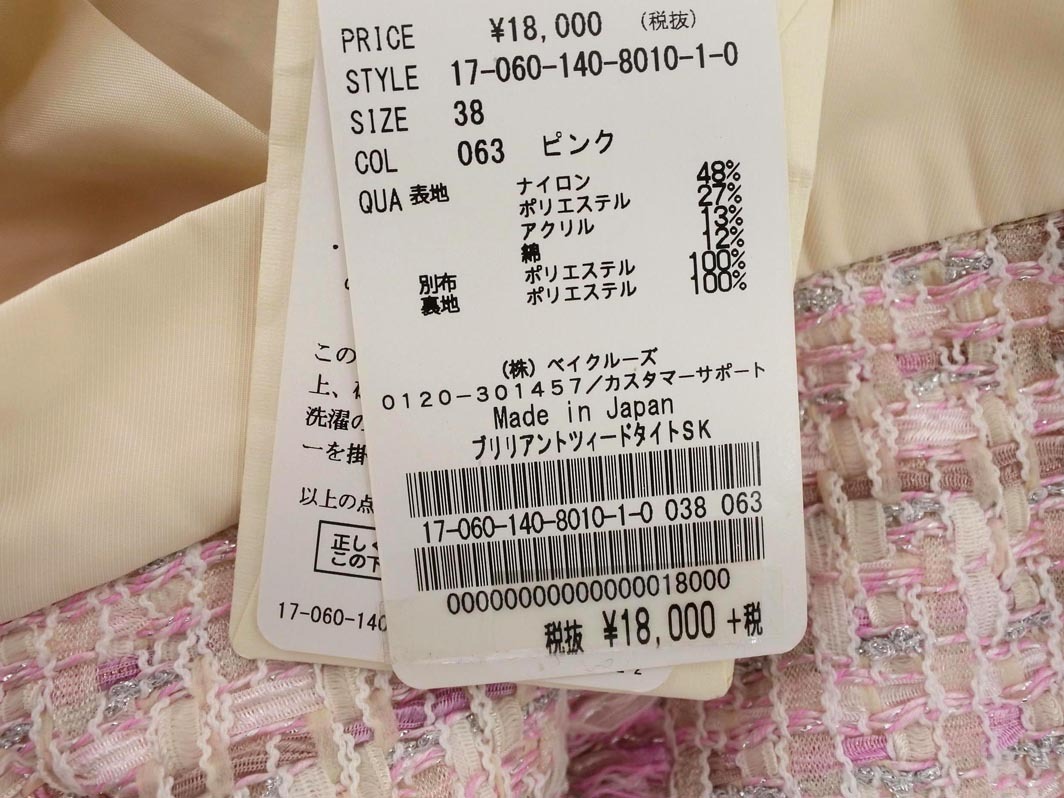 PRICE ¥18,000 (税抜)
STYLE 17-060-140-8010-1-0
SIZE 38
COL 063 ピンク
QUA 表地 ナイロン 48%
ポリエステル 27%
アクリル 13%
綿 12%
別布 ポリエステル 100%
裏地 ポリエステル 100%
(株) ベイクルーズ
0120-301457/カスタマーサポート
Made in Japan
ブリリアントツィードタイトSK
17-060-140-8010-1-0 038 063
0000000000000018000
税抜 ¥18,000 +税
この
上、
洗濯の
ーを掛
以上の点
正しく
この下
17-060-140